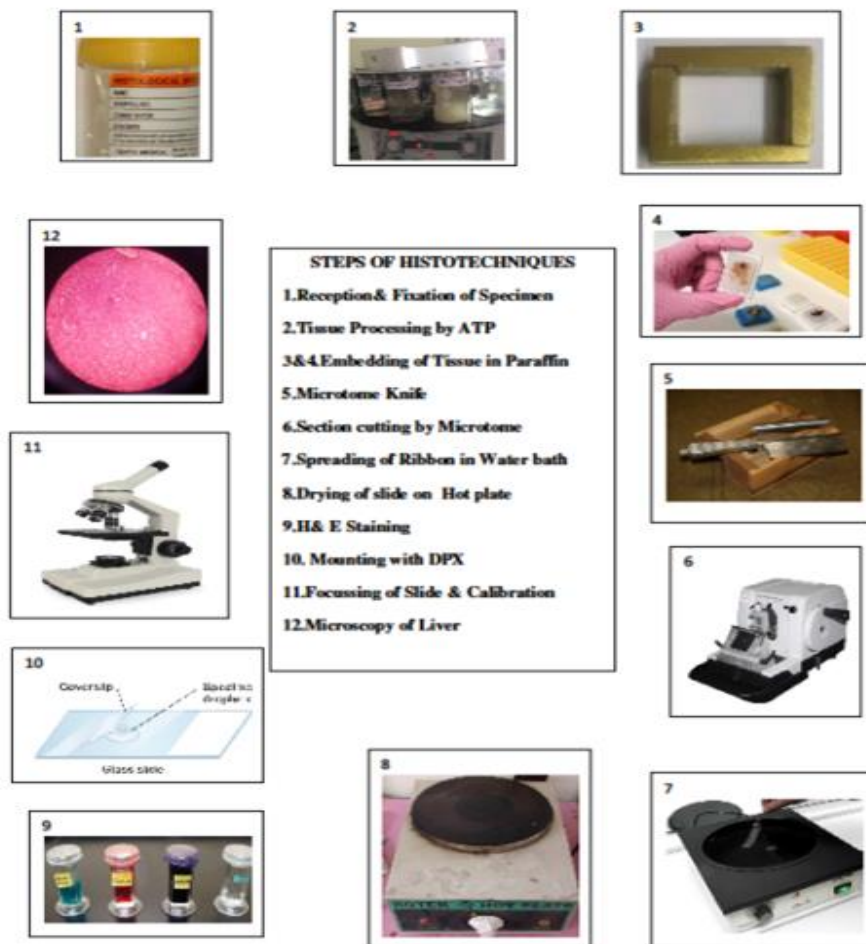 1
2
3
12
4
STEPS OF HISTOTECHNIQUES
1.Reception& Fixation of Specimen
2.Tissue Processing by ATP
3&4.Embedding of Tissue in Paraffin
5.Microtome Knife
6.Section cutting by Microtome
7.Spreading of Ribbon in Water bath
8.Drying of slide on Hot plate
9.H& E Staining
10. Mounting with DPX
11.Focussing of Slide & Calibration
12.Microscopy of Liver
5
11
6
10
Coverslip
Glass slide
8
7
9